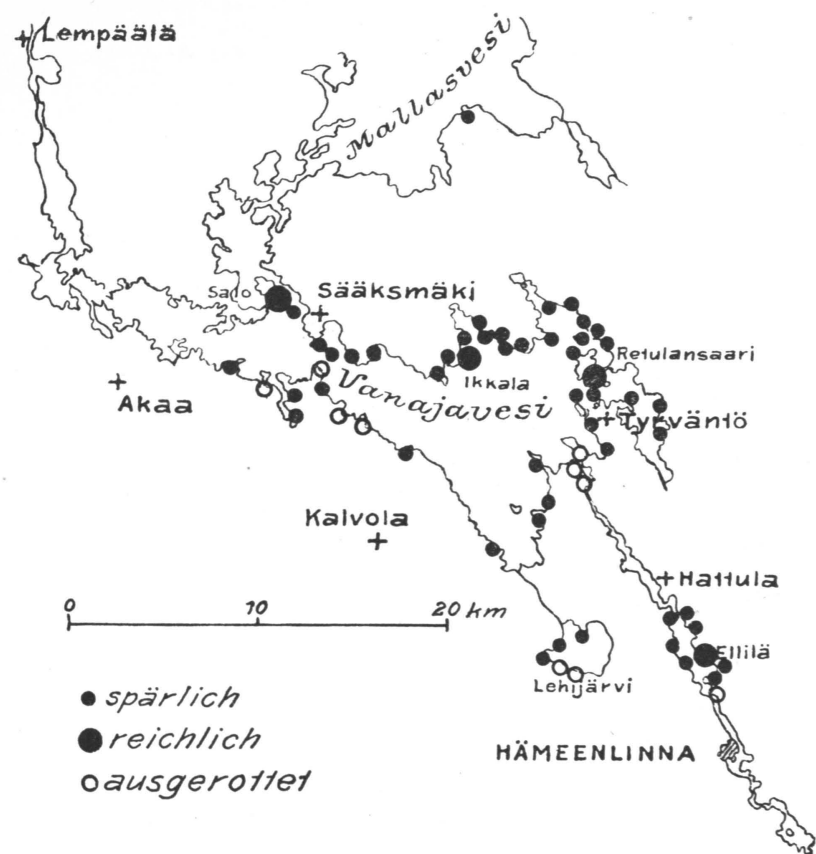 Lempäälä
Mallasvesi
Salo
Sääksmäki
Retulansaari
Ikkala
Akaa
Vanajavesi
Tyrväntö
Kalvola
Hattula
0 10 20 km
Ellilä
spärlich
Lehijärvi
reichlich
HÄMEENLINNA
ausgerottet